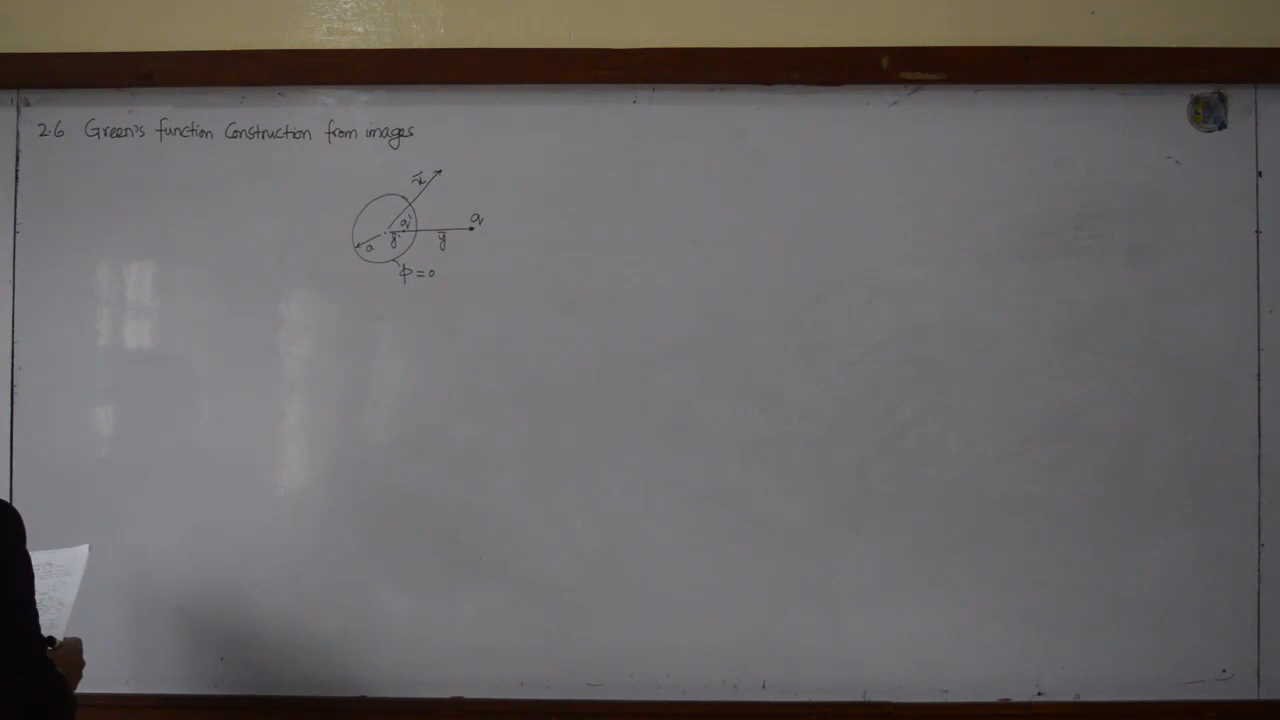 2.6 Green's function Construction from images
x̄
q' q
a ȳ' ȳ
Φ = 0